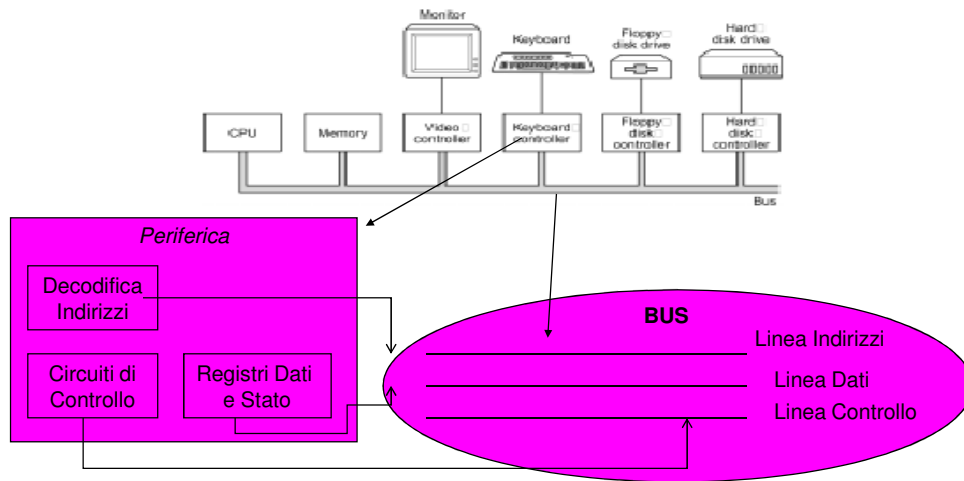 Monitor
Keyboard
Floppy
disk drive
Hard
disk drive
CPU
Memory
Video
controller
Keyboard
controller
Floppy
disk
controller
Hard
disk
controller
Bus
Periferica
Decodifica
Indirizzi
Circuiti di
Controllo
Registri Dati
e Stato
BUS
Linea Indirizzi
Linea Dati
Linea Controllo